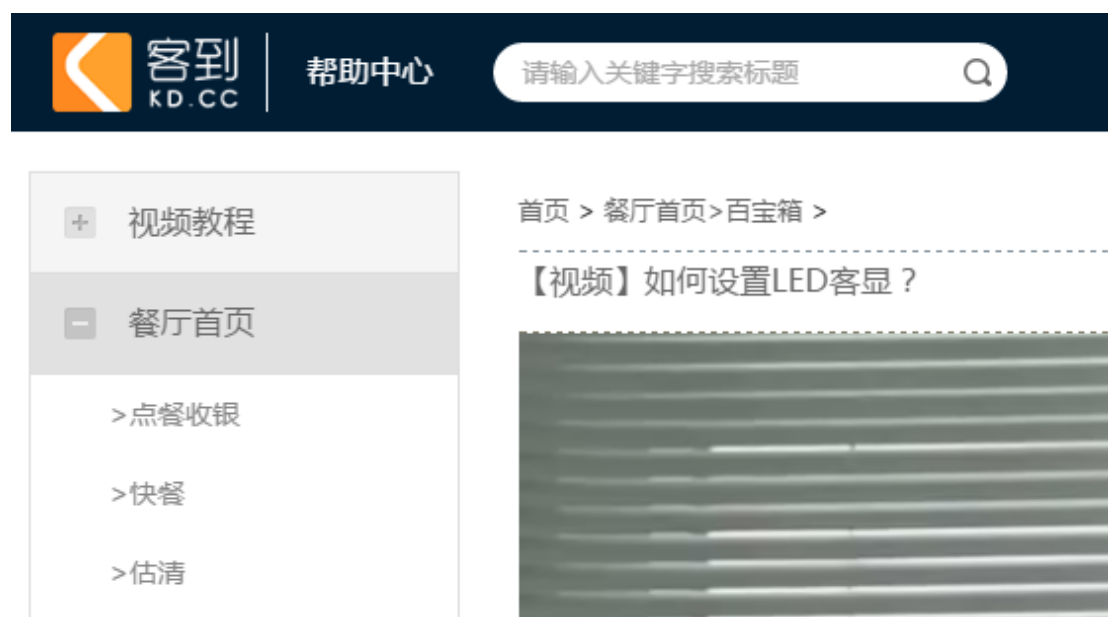 客到
KD.CC
帮助中心
请输入关键字搜索标题
视频教程
餐厅首页
>点餐收银
>快餐
>估清
首页 > 餐厅首页>百宝箱 >
【视频】如何设置LED客显？